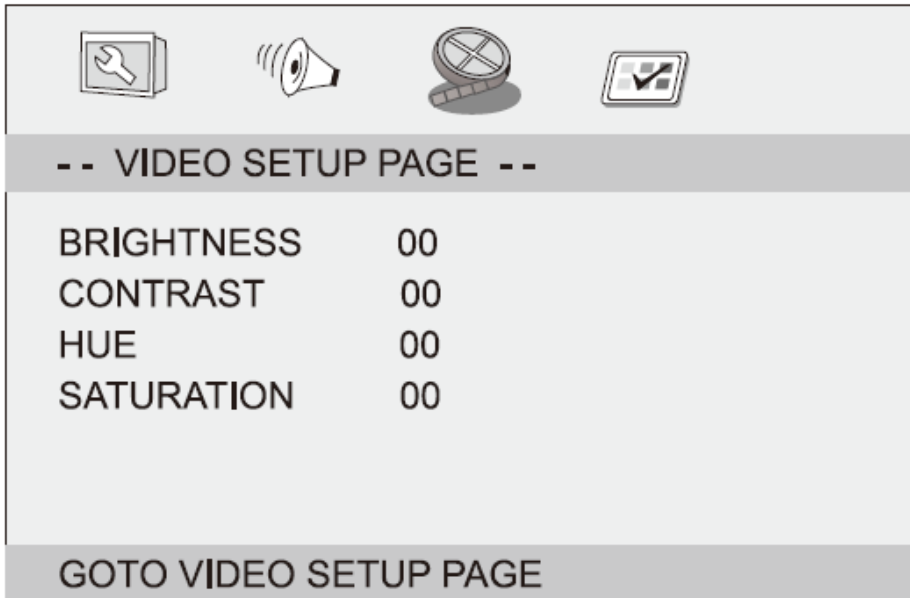 -- VIDEO SETUP PAGE --
BRIGHTNESS 00
CONTRAST 00
HUE 00
SATURATION 00
GOTO VIDEO SETUP PAGE